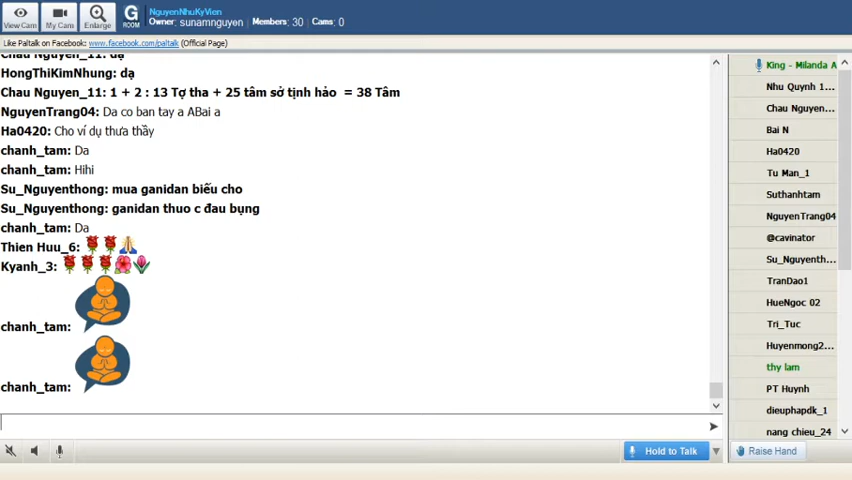 NguyenNhuKyVien
Owner: sunamnguyen Members: 30 Cams: 0
View Cam
My Cam
Enlarge
G
ROOM
Like Paltalk on Facebook: www.facebook.com/paltalk (Official Page)
Chau Nguyen_11: dạ
HongThiKimNhung: dạ
Chau Nguyen_11: 1 + 2 : 13 Tợ tha + 25 tâm sở tịnh hảo = 38 Tâm
NguyenTrang04: Da co ban tay a ABai a
Ha0420: Cho ví dụ thưa thầy
chanh_tam: Da
chanh_tam: Hihi
Su_Nguyenthong: mua ganidan biếu cho
Su_Nguyenthong: ganidan thuo c đau bụng
chanh_tam: Da
Thien Huu_6:
Kyanh_3:
chanh_tam:
chanh_tam:
Hold to Talk
King - Milanda A
Nhu Quynh 1...
Chau Nguyen...
Bai N
Ha0420
Tu Man_1
Suthanhtam
NguyenTrang04
@cavinator
Su_Nguyenth...
TranDao1
HueNgoc 02
Tri_Tuc
Huyenmong2...
thy lam
PT Huynh
dieuphapdk_1
nang chieu_24
Raise Hand